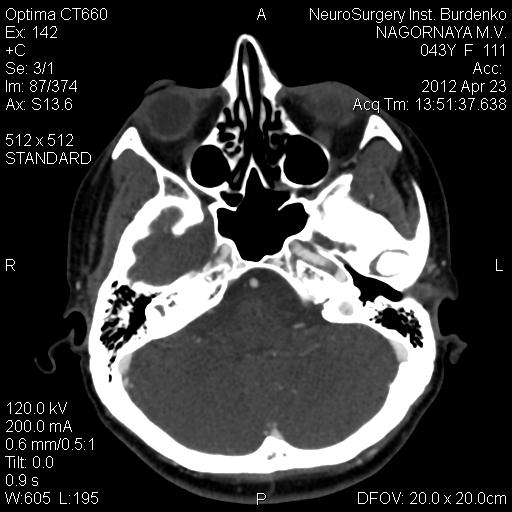 Optima CT660
Ex: 142
+C
Se: 3/1
Im: 87/374
Ax: S13.6
512 x 512
STANDARD
A
NeuroSurgery Inst. Burdenko
NAGORNAYA M.V.
043Y F 111
Acc:
2012 Apr 23
Acq Tm: 13:51:37.638
R
L
120.0 kV
200.0 mA
0.6 mm/0.5:1
Tilt: 0.0
0.9 s
W:605 L:195
P
DFOV: 20.0 x 20.0cm